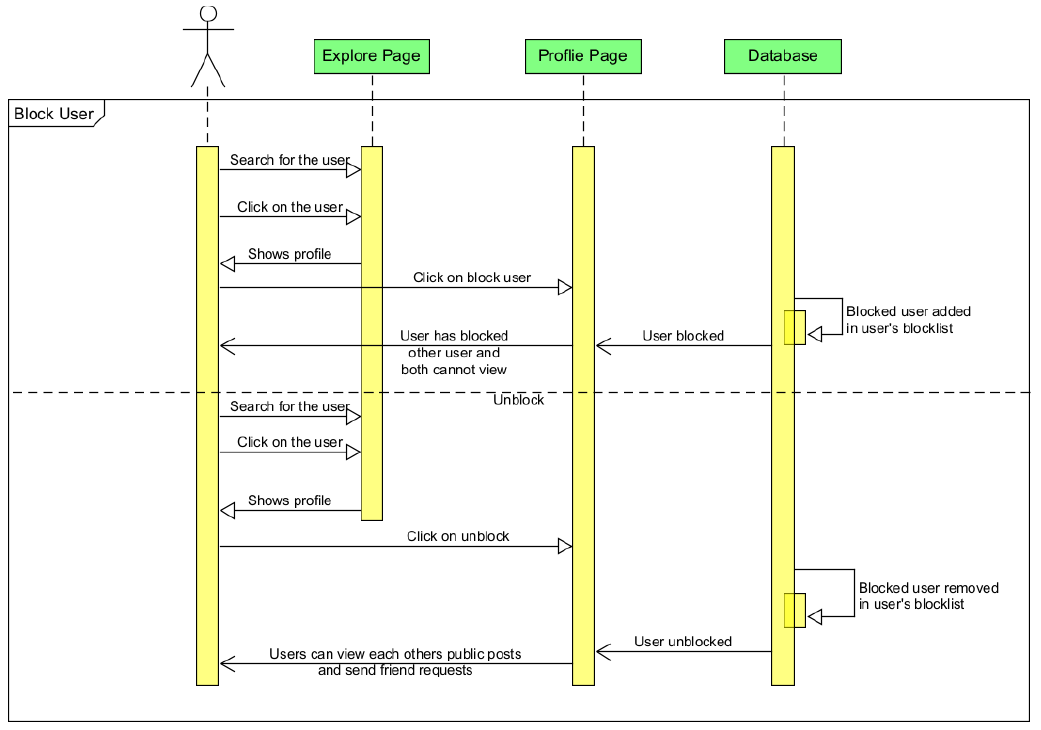 Explore Page
Proflie Page
Database
Block User
Search for the user
Click on the user
Shows profile
Click on block user
Blocked user added
in user's blocklist
User has blocked
other user and
both cannot view
User blocked
Unblock
Search for the user
Click on the user
Shows profile
Click on unblock
Blocked user removed
in user's blocklist
User unblocked
Users can view each others public posts
and send friend requests